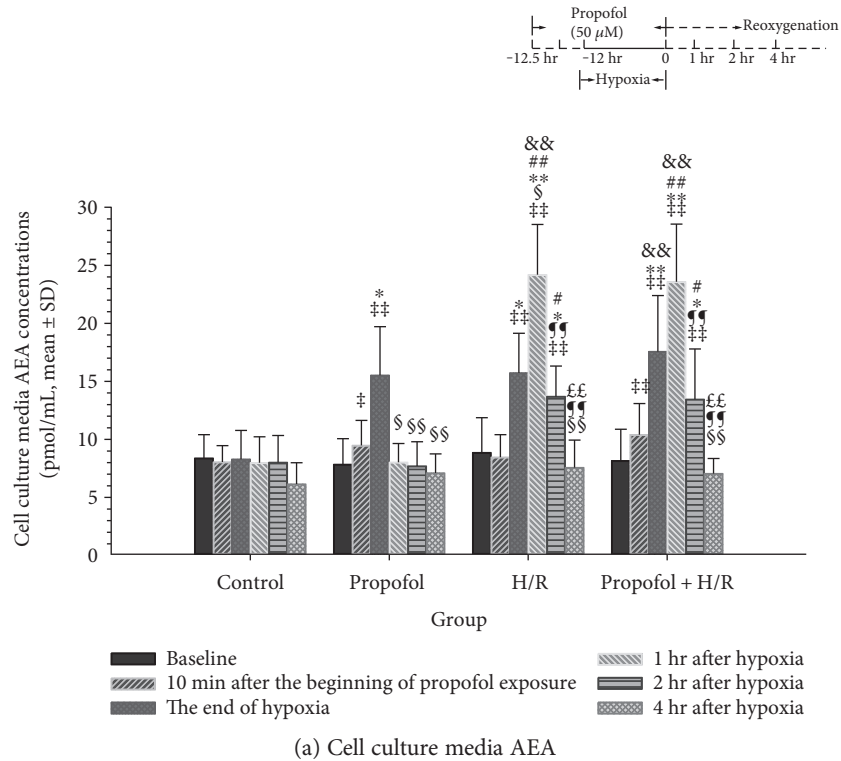 Propofol
(50 μM)
Reoxygenation
−12.5 hr
−12 hr
0
1 hr
2 hr
4 hr
Hypoxia
Cell culture media AEA concentrations
(pmol/mL, mean ± SD)
30
25
20
15
10
5
0
‡
*
‡‡
§
§§
§§
*
‡‡
&&
##
**
§
‡‡
#
*
¶¶
‡‡
££
¶¶
§§
‡‡
&&
**
‡‡
&&
##
**
‡‡
#
*
¶¶
‡‡
££
¶¶
§§
Control
Propofol
H/R
Propofol + H/R
Group
Baseline
10 min after the beginning of propofol exposure
The end of hypoxia
1 hr after hypoxia
2 hr after hypoxia
4 hr after hypoxia
(a) Cell culture media AEA